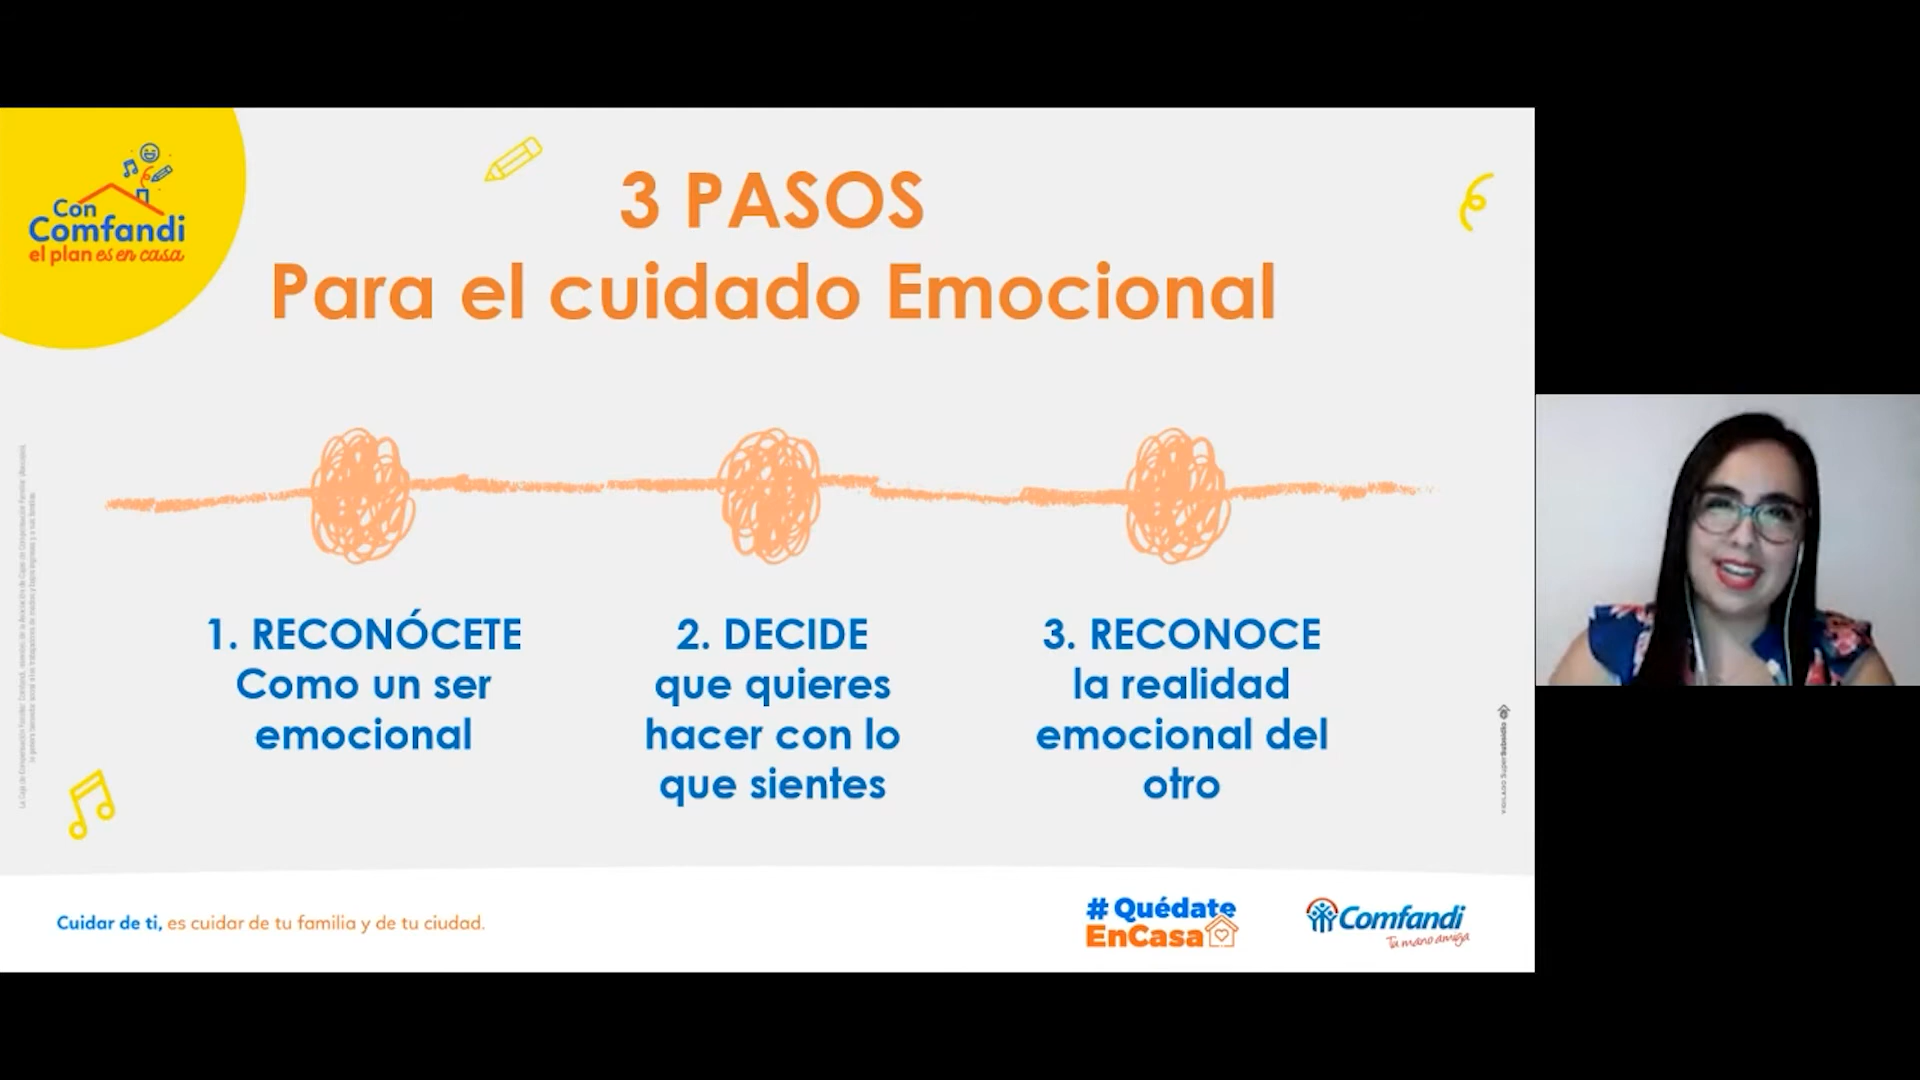 Con
Comfandi
el plan es en casa
3 PASOS
Para el cuidado Emocional
1. RECONÓCETE
Como un ser
emocional
2. DECIDE
que quieres
hacer con lo
que sientes
3. RECONOCE
la realidad
emocional del
otro
VIGILADO SuperSubsidio
Cuidar de ti, es cuidar de tu familia y de tu ciudad.
# Quédate
EnCasa
Comfandi
Tu mano amiga